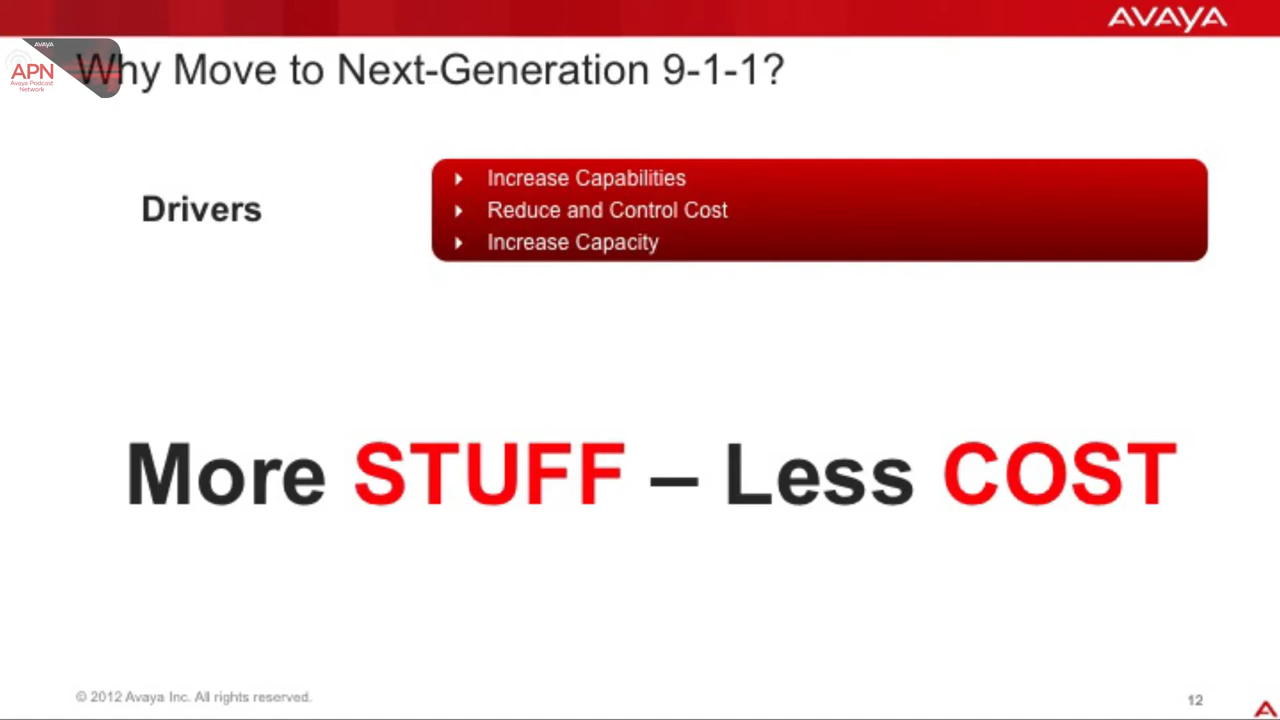 AVAYA
AVAYA
APN
Avaya Podcast
Network
Why Move to Next-Generation 9-1-1?
Drivers
Increase Capabilities
Reduce and Control Cost
Increase Capacity
More STUFF – Less COST
© 2012 Avaya Inc. All rights reserved.
12